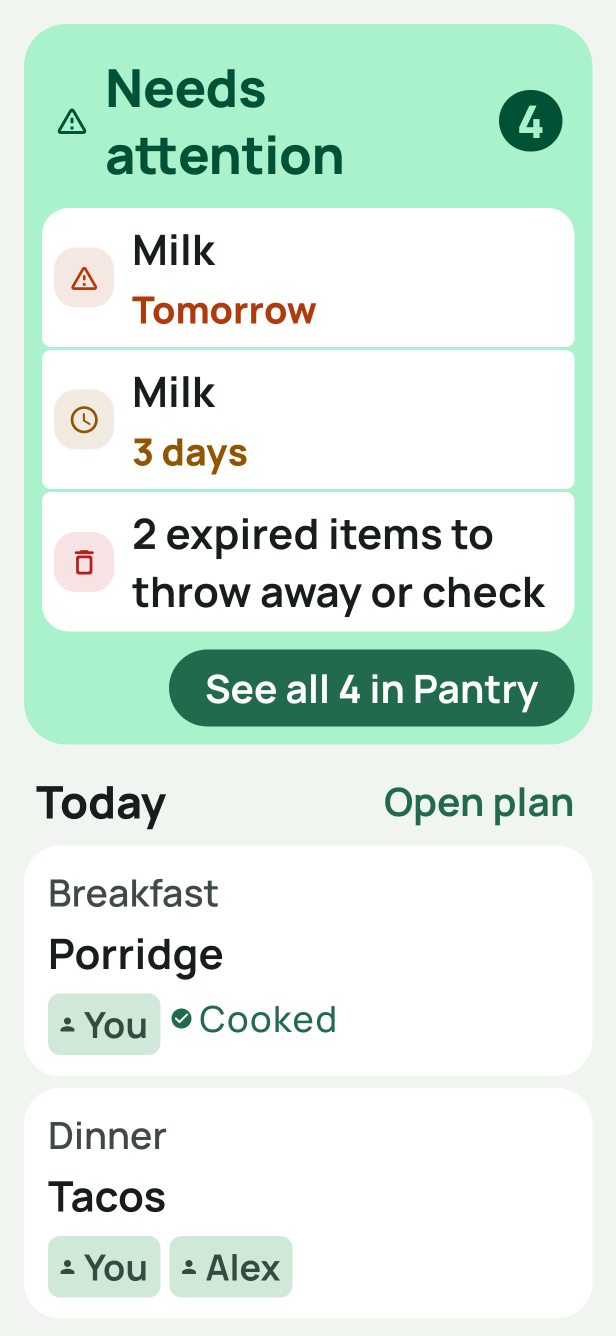 Needs
attention
4
Milk
Tomorrow
Milk
3 days
2 expired items to
throw away or check
See all 4 in Pantry
Today
Open plan
Breakfast
Porridge
You
Cooked
Dinner
Tacos
You
Alex